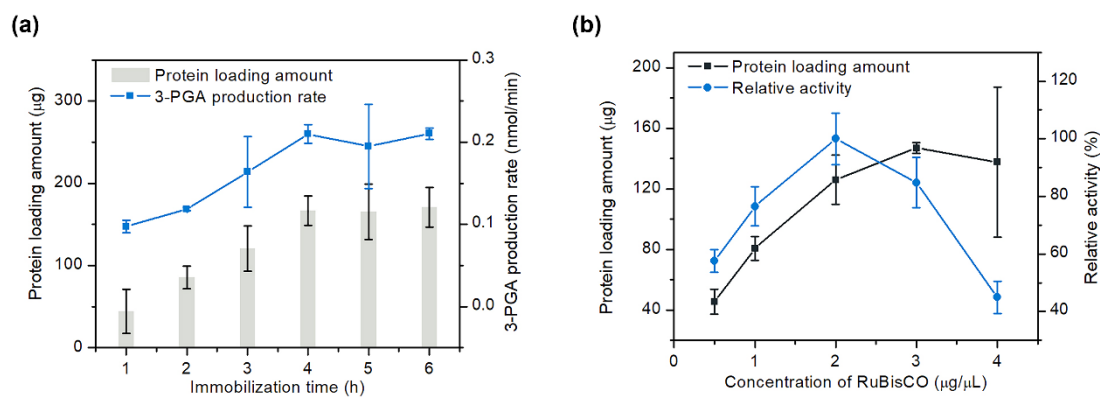 (a)
Protein loading amount
3-PGA production rate
Protein loading amount (μg)
300
200
100
0
0.3
0.2
0.1
0.0
3-PGA production rate (nmol/min)
1 2 3 4 5 6
Immobilization time (h)
(b)
Protein loading amount
Relative activity
Protein loading amount (μg)
200
160
120
80
40
120
100
80
60
40
Relative activity (%)
0 1 2 3 4
Concentration of RuBisCO (μg/μL)